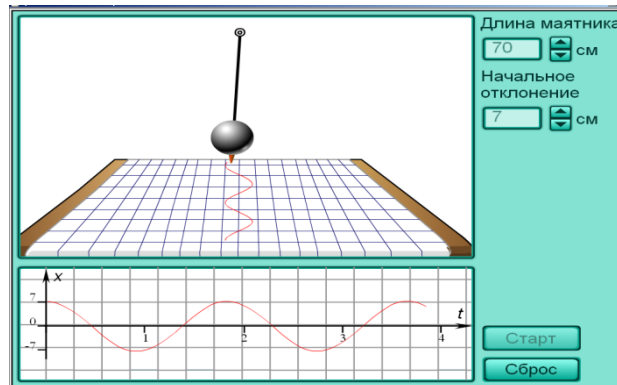 Длина маятника
70 см
Начальное
отклонение
7 см
x
7
0
-7
1 2 3 4
t
Старт
Сброс